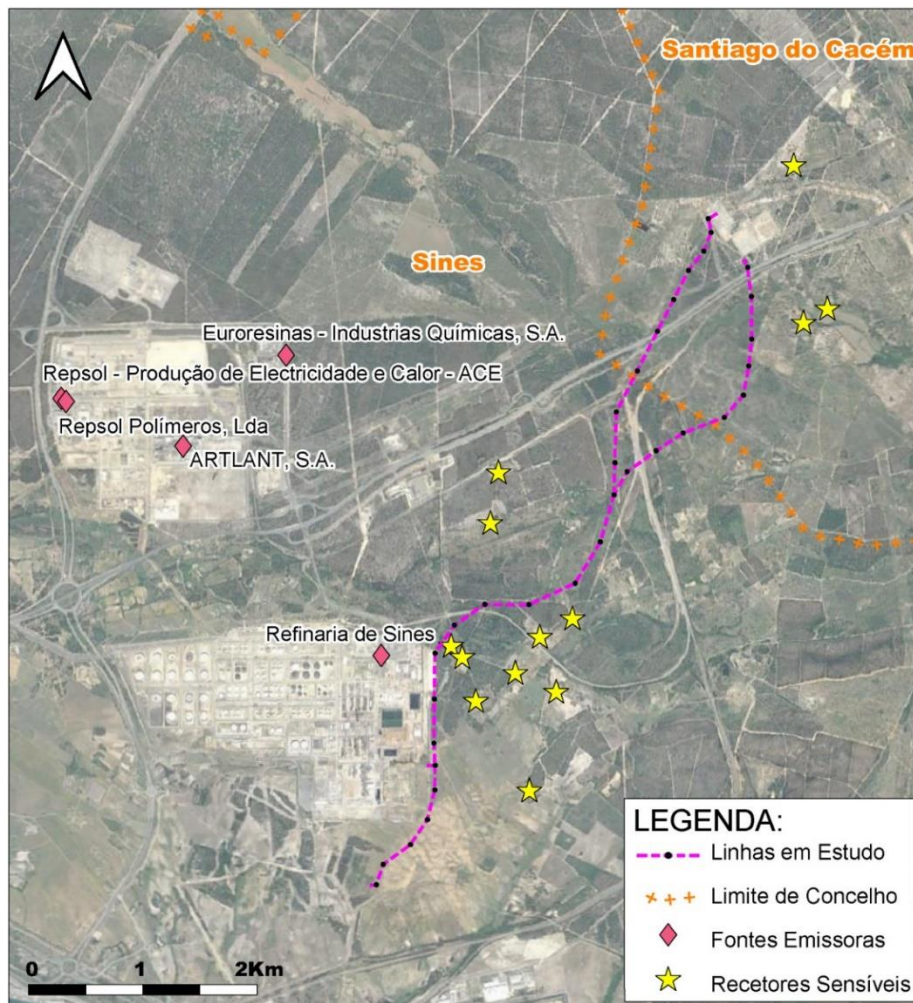 Santiago do Cacém
Sines
Euroresinas - Industrias Químicas, S.A.
Repsol - Produção de Electricidade e Calor - ACE
Repsol Polímeros, Lda
ARTLANT, S.A.
Refinaria de Sines
LEGENDA:
Linhas em Estudo
Limite de Concelho
Fontes Emissoras
Recetores Sensíveis
0 1 2Km